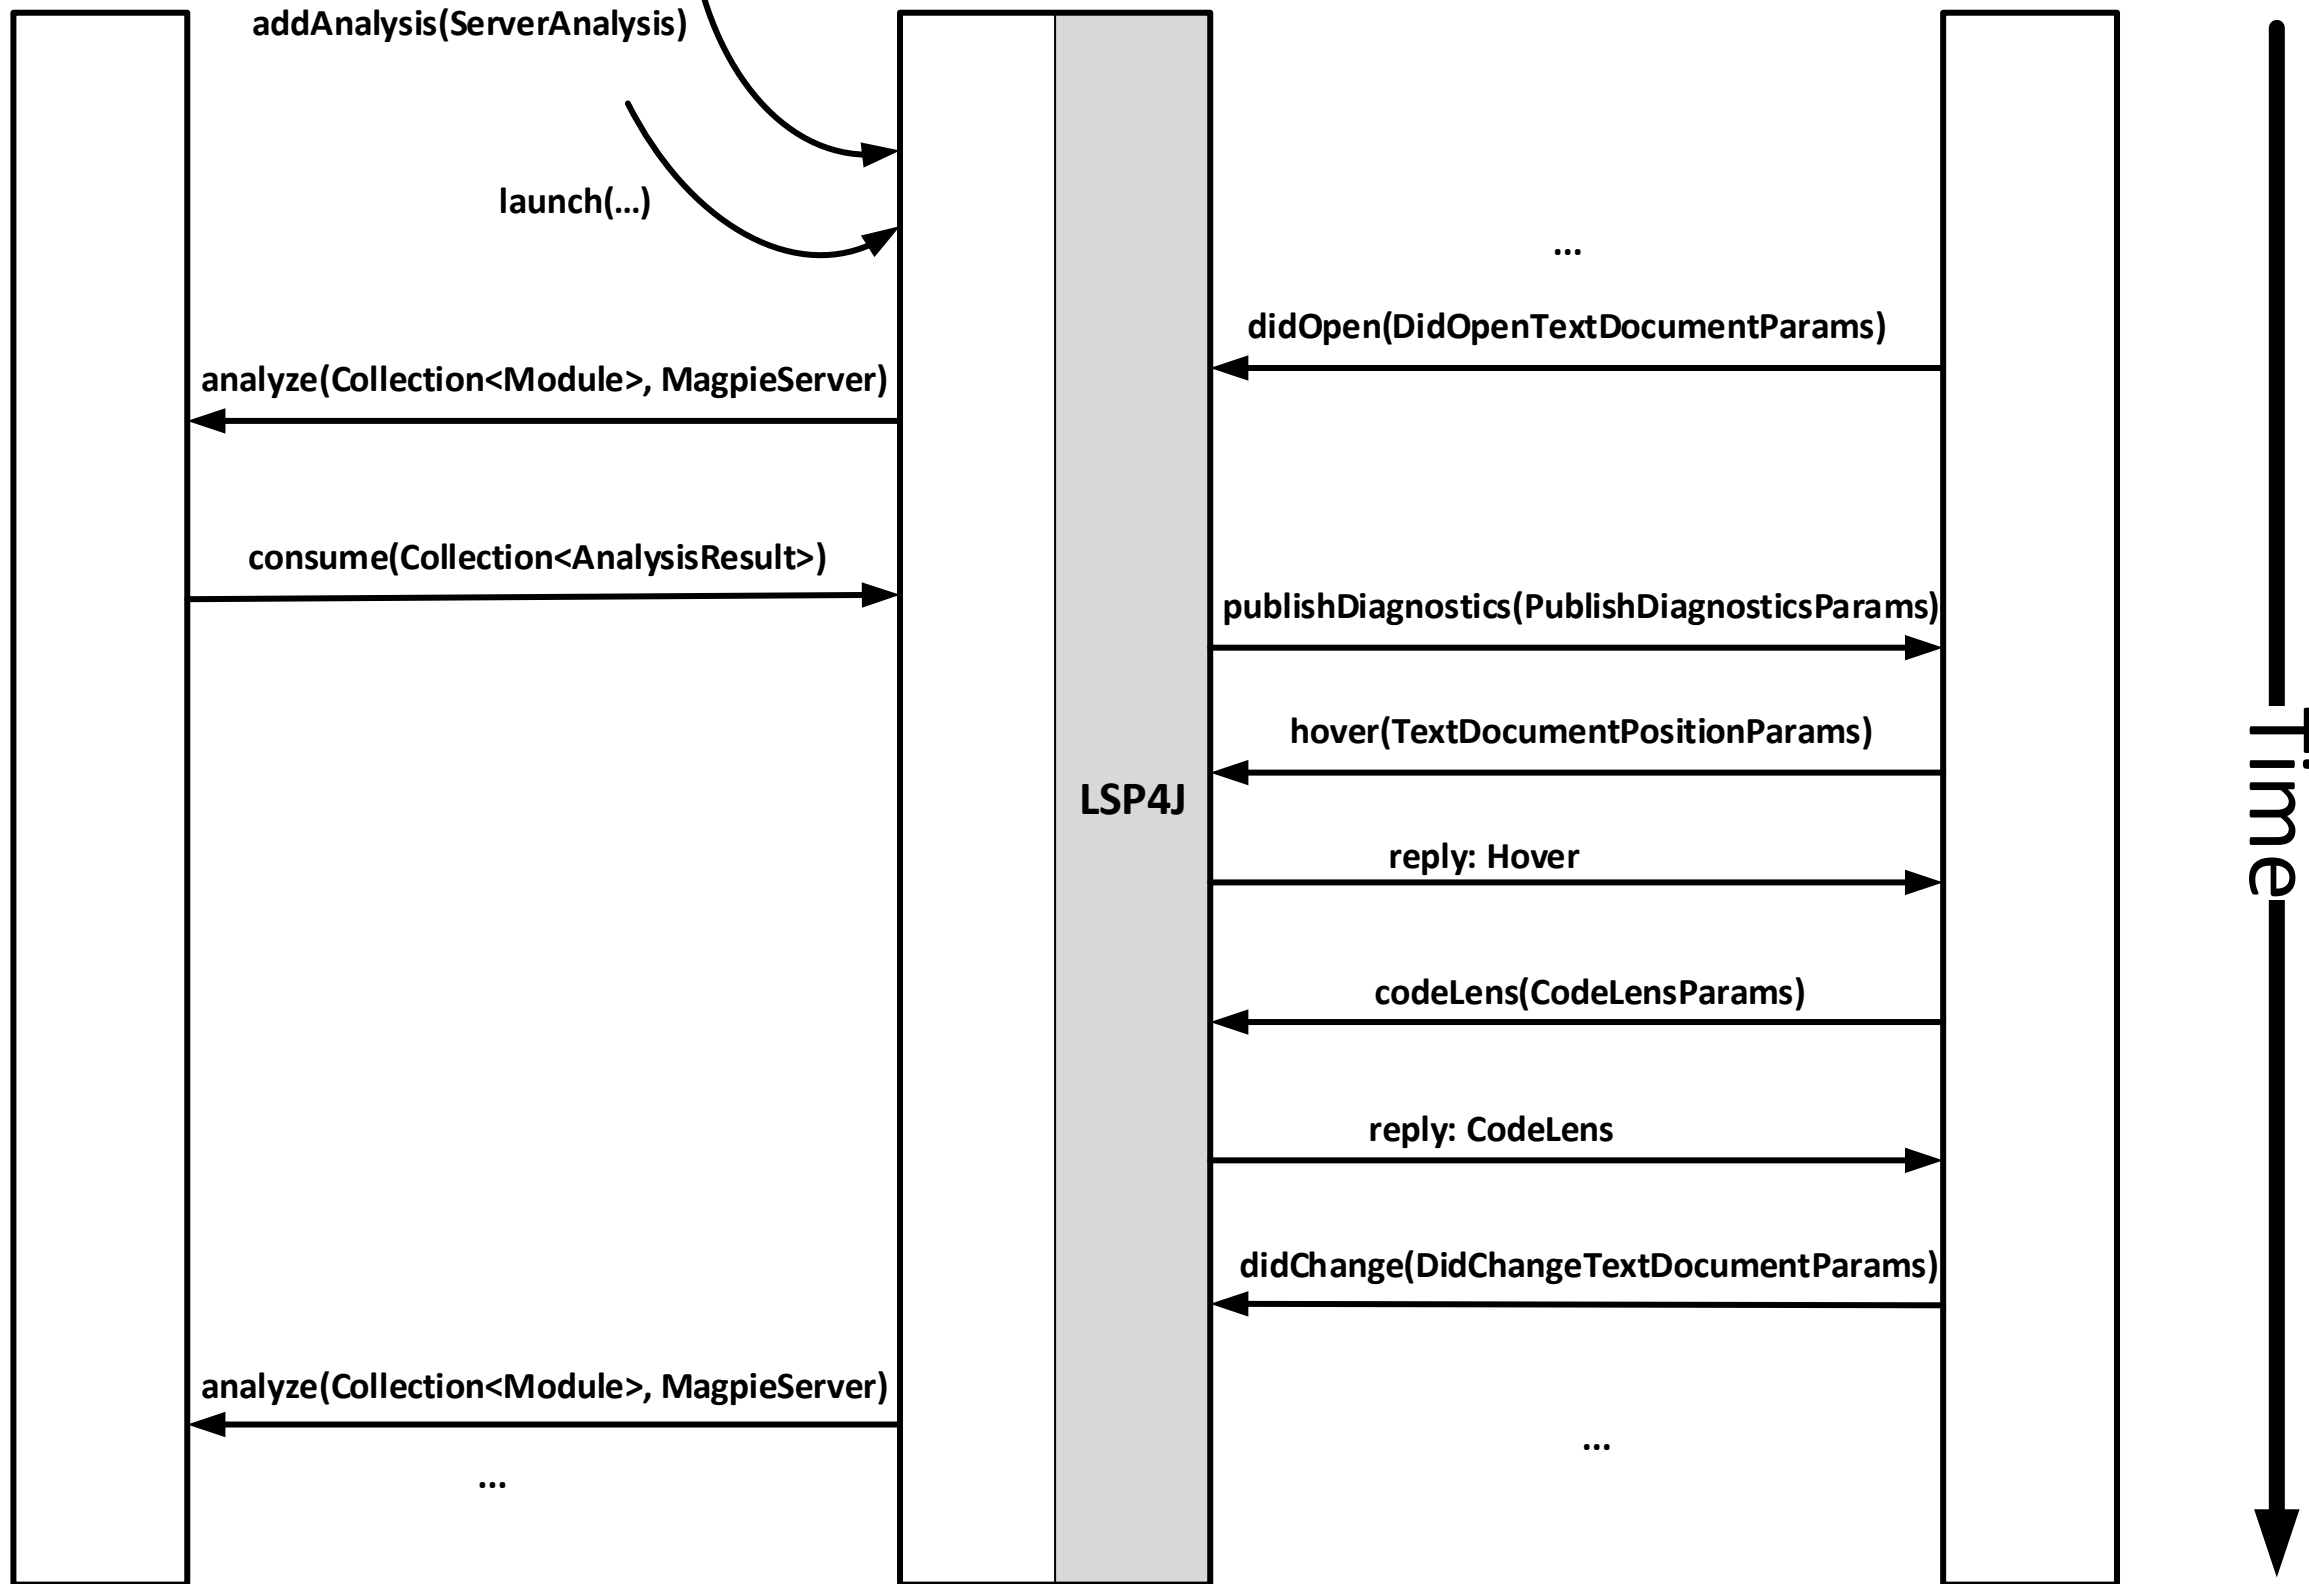 addAnalysis(ServerAnalysis)
launch(...)
...
didOpen(DidOpenTextDocumentParams)
analyze(Collection<Module>, MagpieServer)
consume(Collection<AnalysisResult>)
publishDiagnostics(PublishDiagnosticsParams)
hover(TextDocumentPositionParams)
LSP4J
Time
reply: Hover
codeLens(CodeLensParams)
reply: CodeLens
didChange(DidChangeTextDocumentParams)
analyze(Collection<Module>, MagpieServer)
...
...